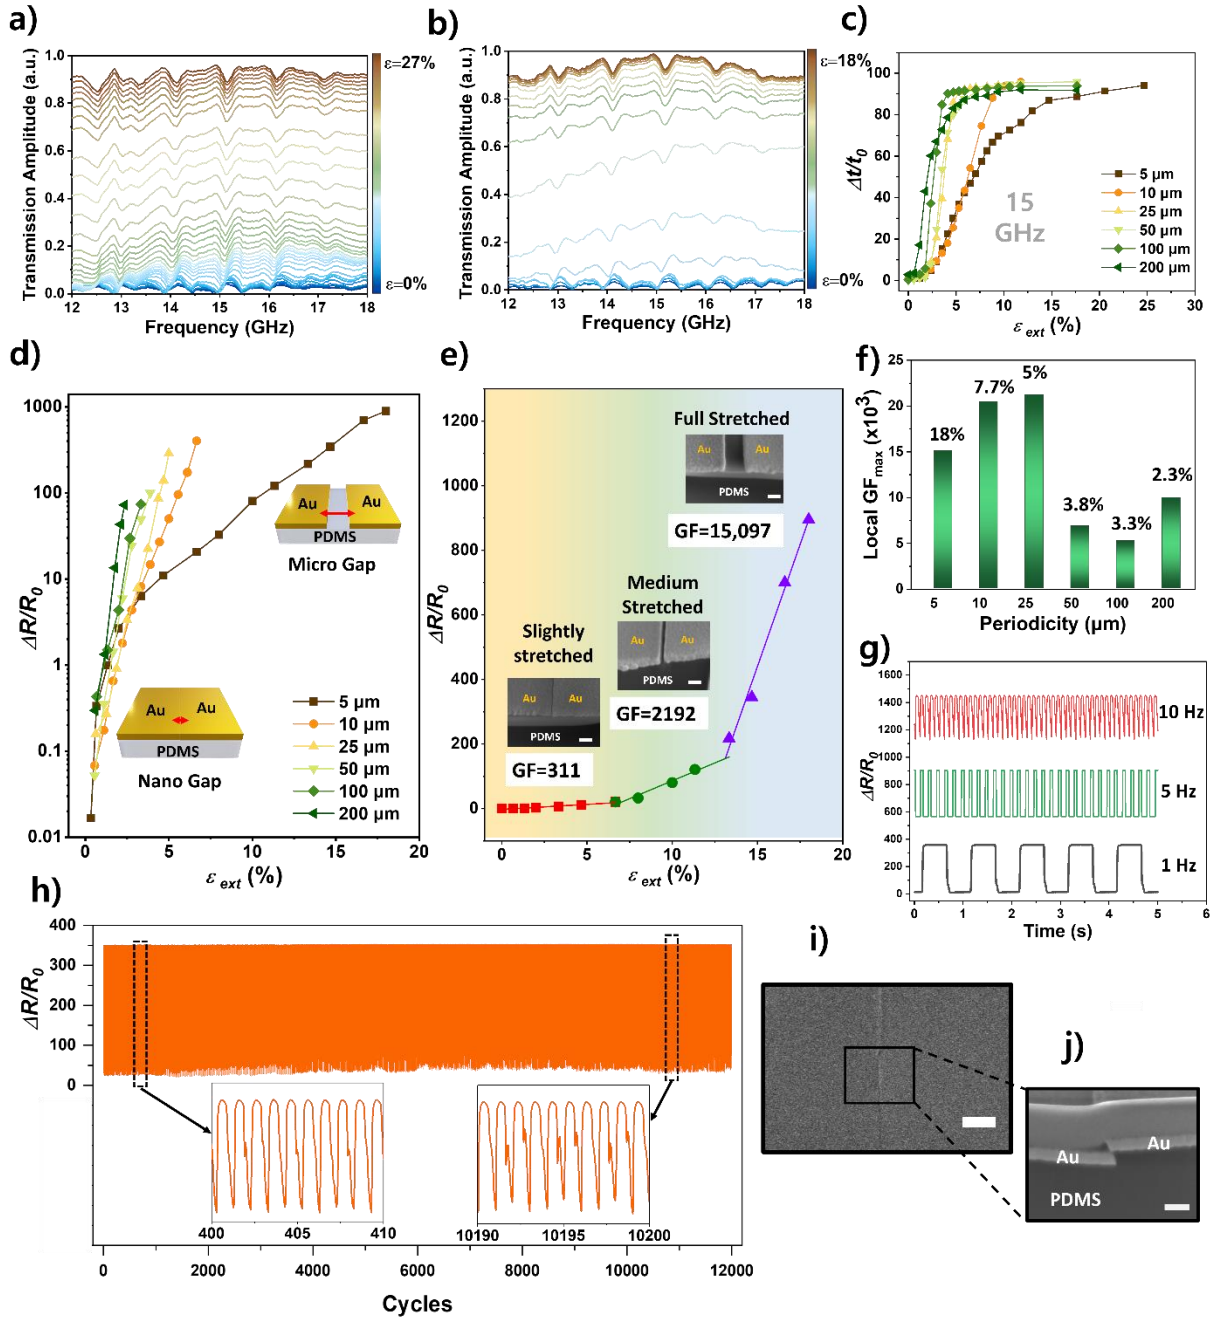 a)
Transmission Amplitude (a.u.)
1.0
0.8
0.6
0.4
0.2
0.0
12 13 14 15 16 17 18
Frequency (GHz)
ε=27%
ε=0%
b)
Transmission Amplitude (a.u.)
1.0
0.8
0.6
0.4
0.2
0.0
12 13 14 15 16 17 18
Frequency (GHz)
ε=18%
ε=0%
c)
Δt/t0
100
80
60
40
20
0
0 5 10 15 20 25 30
ε ext (%)
15
GHz
5 μm
10 μm
25 μm
50 μm
100 μm
200 μm
d)
ΔR/R0
1000
100
10
1
0.1
0.01
0 5 10 15 20
ε ext (%)
Au Au
PDMS
Micro Gap
Au Au
PDMS
Nano Gap
5 μm
10 μm
25 μm
50 μm
100 μm
200 μm
e)
ΔR/R0
1200
1000
800
600
400
200
0
0 5 10 15 20
ε ext (%)
Full Stretched
Au Au
PDMS
GF=15,097
Medium
Stretched
Au Au
PDMS
GF=2192
Slightly
stretched
Au Au
PDMS
GF=311
f)
Local GFmax (x10^3)
25
20
15
10
5
0
18%
7.7%
5%
3.8%
3.3%
2.3%
5 10 25 50 100 200
Periodicity (μm)
g)
ΔR/R0
1600
1400
1200
1000
800
600
400
200
0
10 Hz
5 Hz
1 Hz
0 1 2 3 4 5 6
Time (s)
h)
ΔR/R0
400
350
300
250
200
150
100
50
0
400 405 410
10190 10195 10200
0 2000 4000 6000 8000 10000 12000
Cycles
i)
j)
Au
Au
PDMS